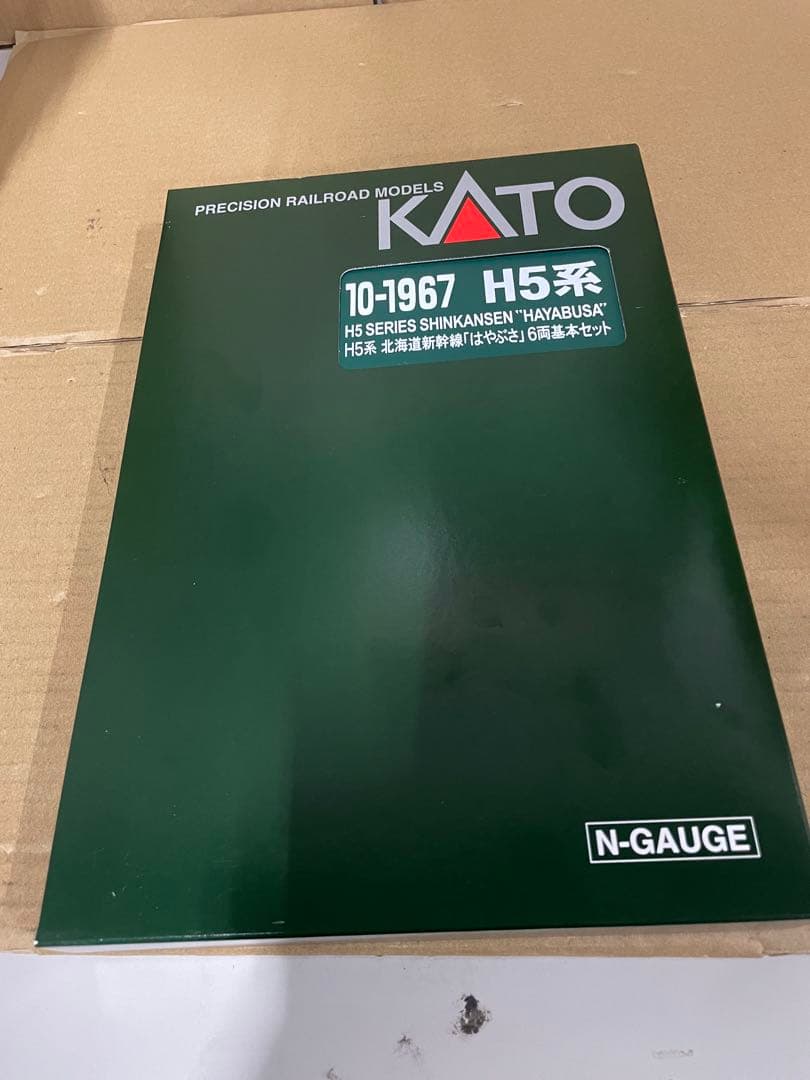 PRECISION RAILROAD MODELS
KATO
10-1967 H5系
H5 SERIES SHINKANSEN "HAYABUSA"
H5系 北海道新幹線「はやぶさ」6両基本セット
N-GAUGE